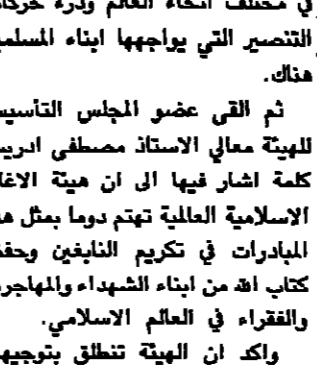 في مختلف انحاء العالم ودرء حركات
التنصير التي يواجهها ابناء المسلمين
هناك.
ثم القى عضو المجلس التأسيسي
للهيئة معالي الاستاذ مصطفى ادريس
كلمة اشار فيها الى ان هيئة الاغاثة
الاسلامية العالمية تهتم دوما بمثل هذه
المبادرات في تكريم النابغين وحفظة
كتاب الله من ابناء الشهداء والمهاجرين
والفقراء في العالم الاسلامي.
واكد ان الهيئة تنطلق بتوجيهات